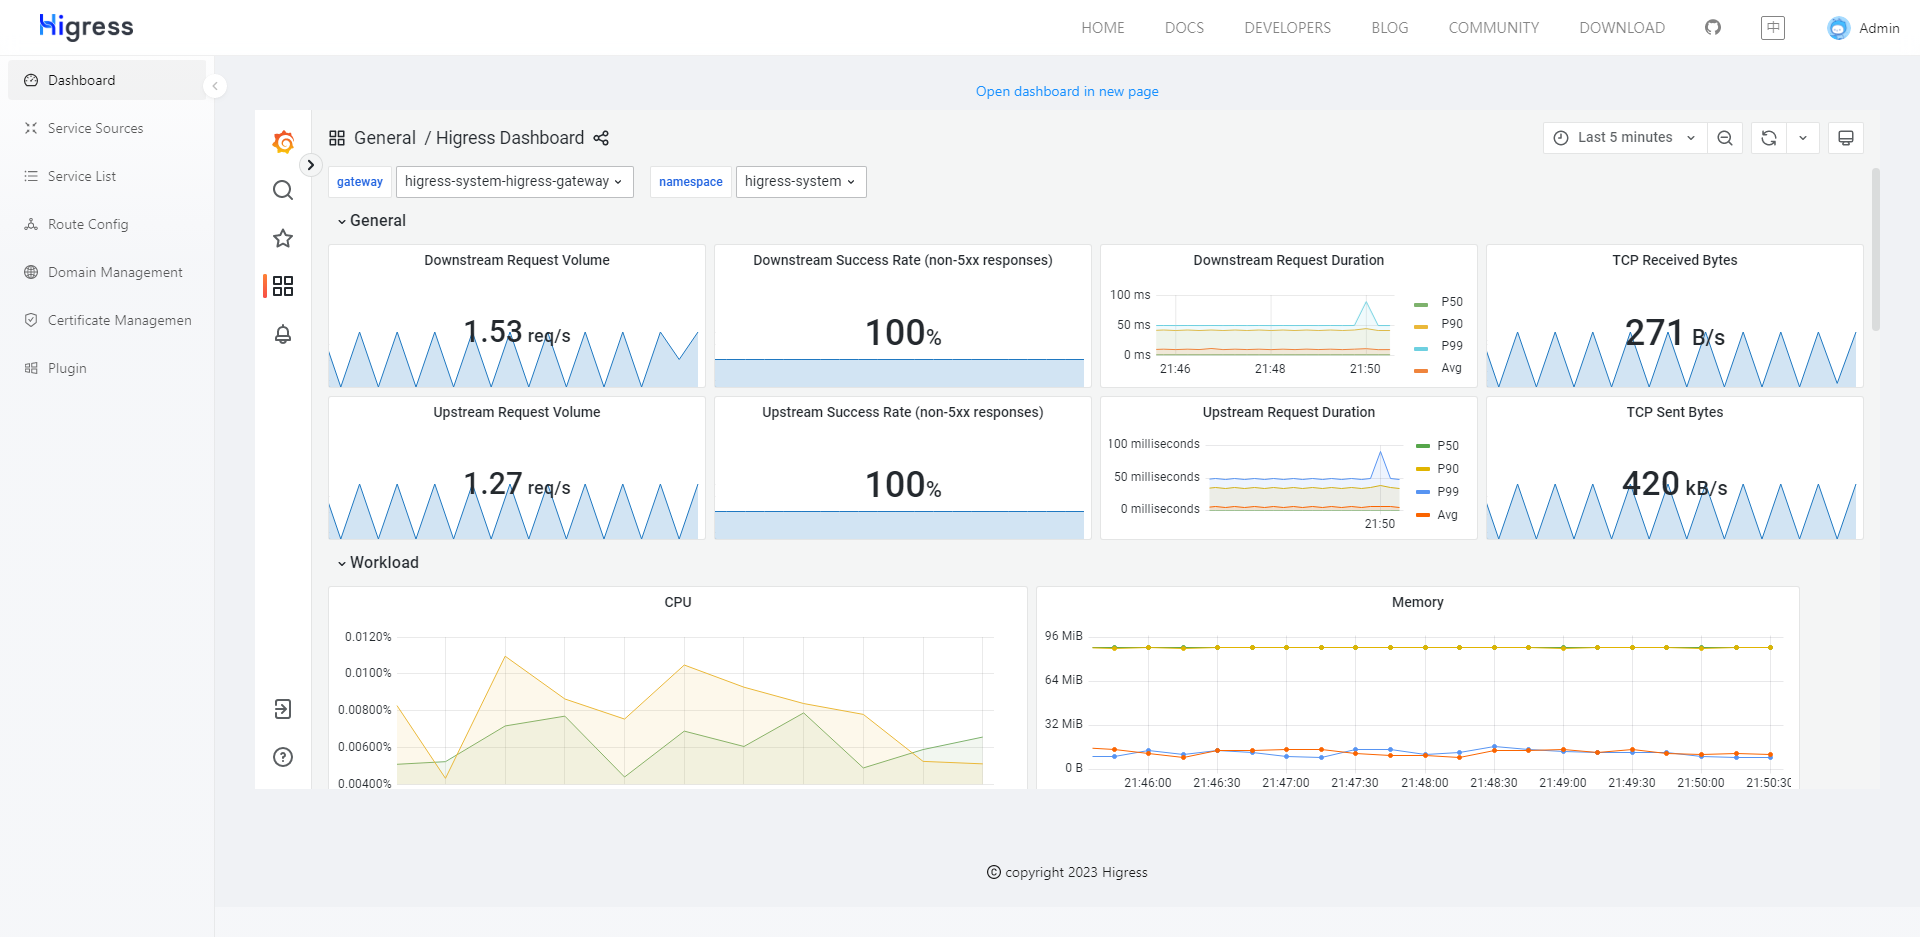 Higress
HOME
DOCS
DEVELOPERS
BLOG
COMMUNITY
DOWNLOAD
中
Admin
Dashboard
Service Sources
Service List
Route Config
Domain Management
Certificate Managemen
Plugin
Open dashboard in new page
General / Higress Dashboard
Last 5 minutes
gateway
higress-system-higress-gateway
namespace
higress-system
General
Downstream Request Volume
1.53 req/s
Downstream Success Rate (non-5xx responses)
100%
Downstream Request Duration
100 ms
50 ms
0 ms
21:46
21:48
21:50
P50
P90
P99
Avg
TCP Received Bytes
271 B/s
Upstream Request Volume
1.27 req/s
Upstream Success Rate (non-5xx responses)
100%
Upstream Request Duration
100 milliseconds
50 milliseconds
0 milliseconds
21:50
P50
P90
P99
Avg
TCP Sent Bytes
420 kB/s
Workload
CPU
0.0120%
0.0100%
0.00800%
0.00600%
0.00400%
Memory
96 MiB
64 MiB
32 MiB
0 B
21:46:00
21:46:30
21:47:00
21:47:30
21:48:00
21:48:30
21:49:00
21:49:30
21:50:00
21:50:30
© copyright 2023 Higress